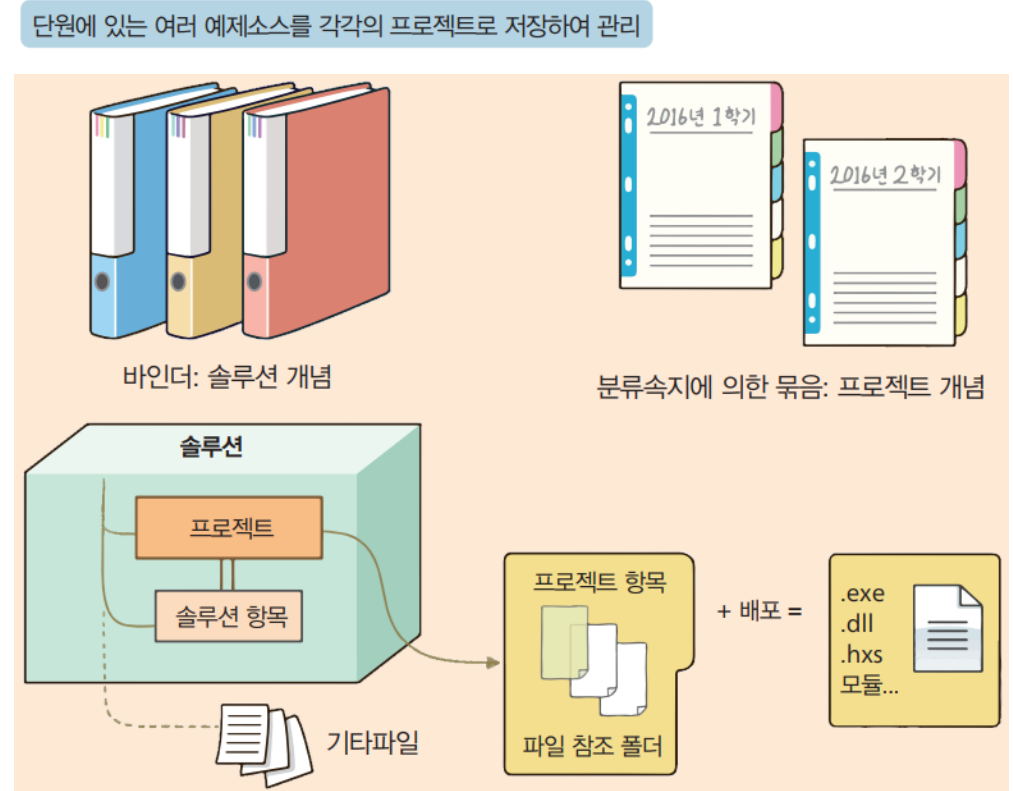 단원에 있는 여러 예제소스를 각각의 프로젝트로 저장하여 관리
2016년 1학기
2016년 2학기
바인더: 솔루션 개념
분류속지에 의한 묶음: 프로젝트 개념
솔루션
프로젝트
솔루션 항목
기타파일
프로젝트 항목
파일 참조 폴더
+ 배포 =
.exe
.dll
.hxs
모듈...